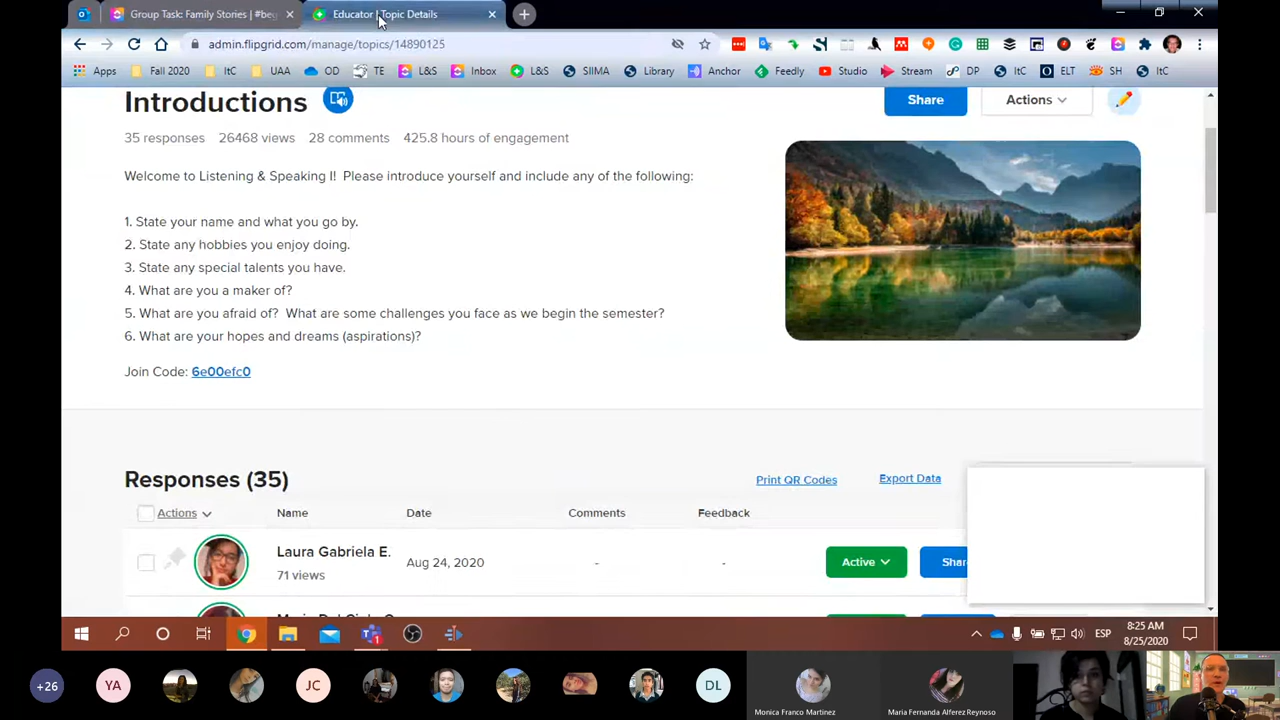 Group Task: Family Stories | #beg
Educator | Topic Details
admin.flipgrid.com/manage/topics/14890125
Apps
Fall 2020
ItC
UAA
OD
TE
L&S
Inbox
L&S
SIIMA
Library
Anchor
Feedly
Studio
Stream
DP
ItC
ELT
SH
ItC
Introductions
Share
Actions
35 responses 26468 views 28 comments 425.8 hours of engagement
Welcome to Listening & Speaking I! Please introduce yourself and include any of the following:
1. State your name and what you go by.
2. State any hobbies you enjoy doing.
3. State any special talents you have.
4. What are you a maker of?
5. What are you afraid of? What are some challenges you face as we begin the semester?
6. What are your hopes and dreams (aspirations)?
Join Code: 6e00efc0
Responses (35)
Print QR Codes
Export Data
Actions
Name
Date
Comments
Feedback
Laura Gabriela E.
71 views
Aug 24, 2020
-
-
Active
Shar
8:25 AM
ESP
8/25/2020
+26
YA
JC
DL
Monica Franco Martinez
Maria Fernanda Alferez Reynoso